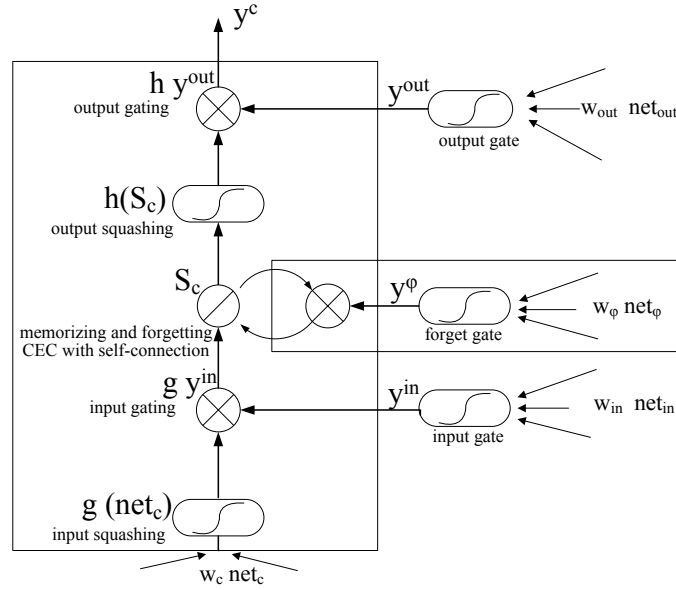 y^c
h y^out
output gating
y^out
output gate
w_out net_out
h(S_c)
output squashing
S_c
y^φ
forget gate
w_φ net_φ
memorizing and forgetting
CEC with self-connection
g y^in
input gating
y^in
input gate
w_in net_in
g (net_c)
input squashing
w_c net_c